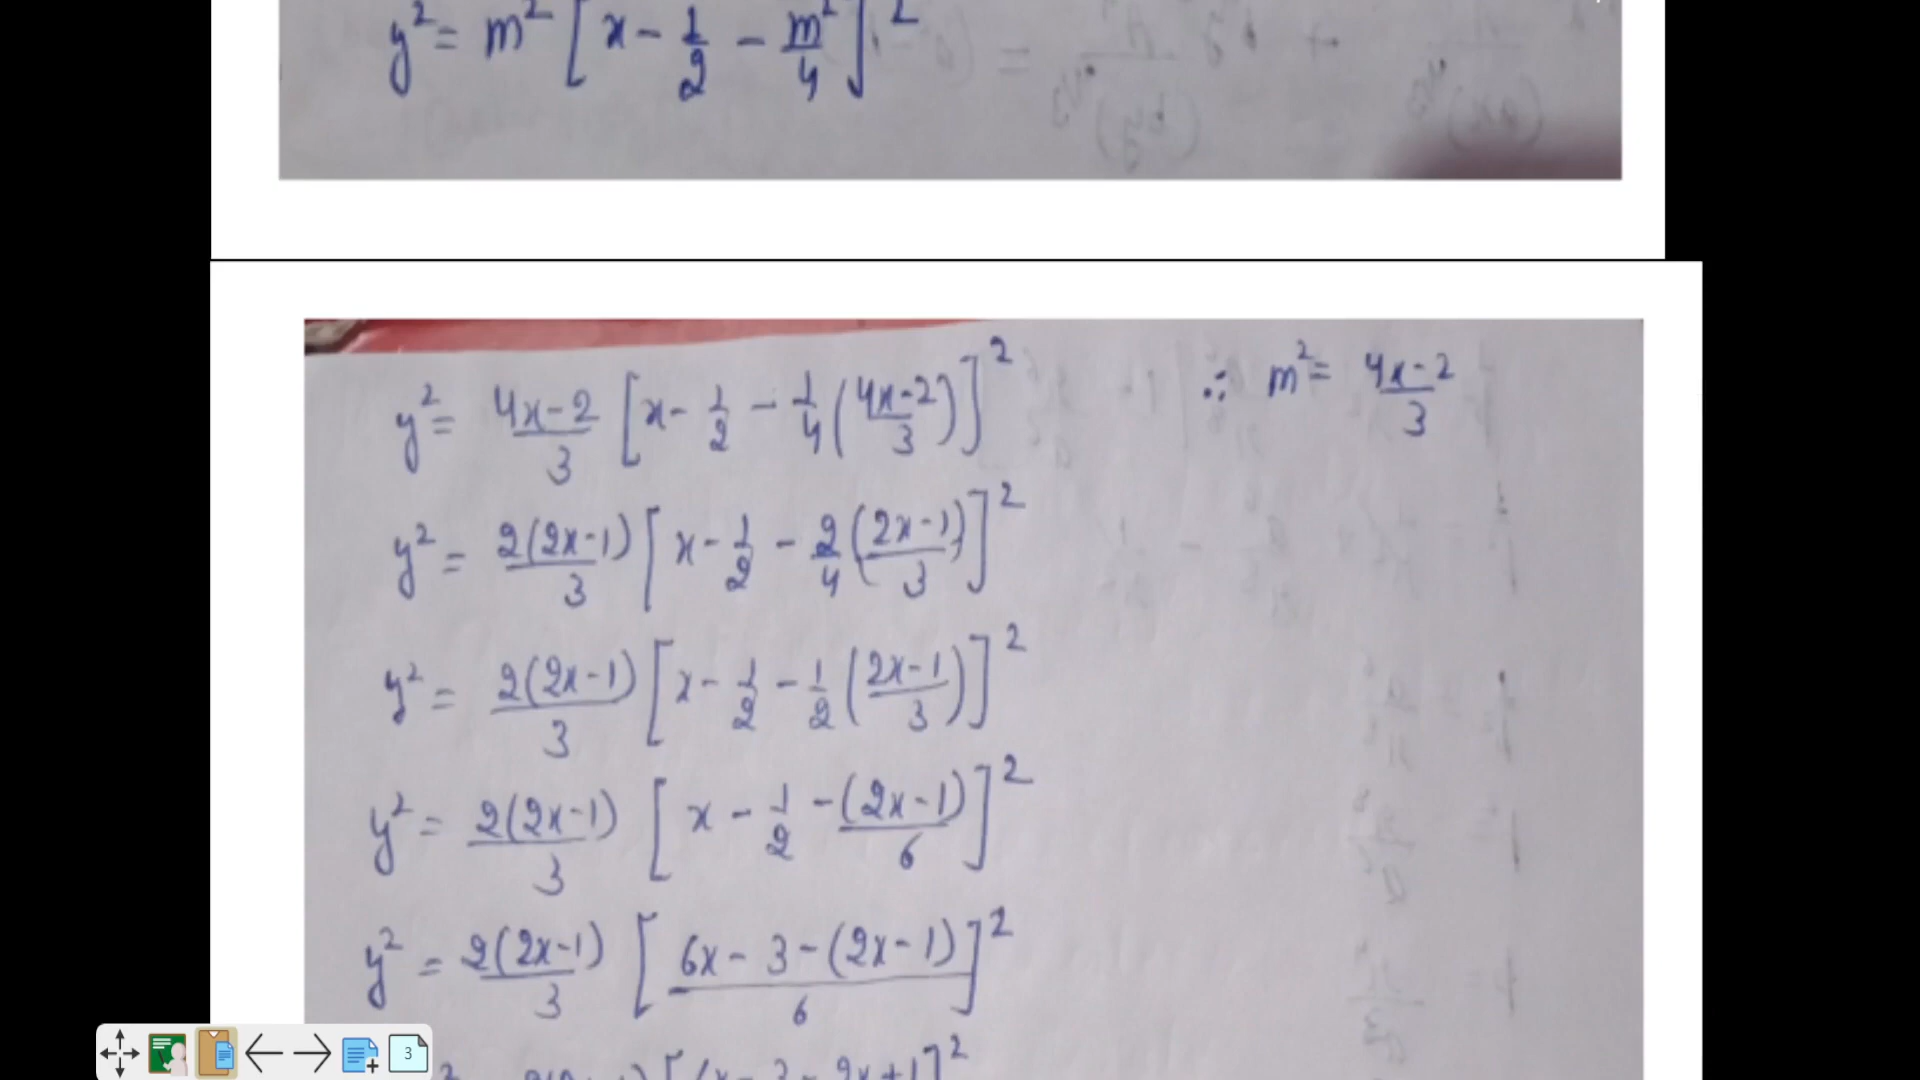 y² = m² [x - 1/2 - m²/4]²
y² = 4x-2/3 [x - 1/2 - 1/4 (4x-2/3)]² ∴ m² = 4x-2/3
y² = 2(2x-1)/3 [x - 1/2 - 2/4 (2x-1/3)]²
y² = 2(2x-1)/3 [x - 1/2 - 1/2 (2x-1/3)]²
y² = 2(2x-1)/3 [x - 1/2 - (2x-1)/6]²
y² = 2(2x-1)/3 [6x - 3 - (2x-1)/6]²
3